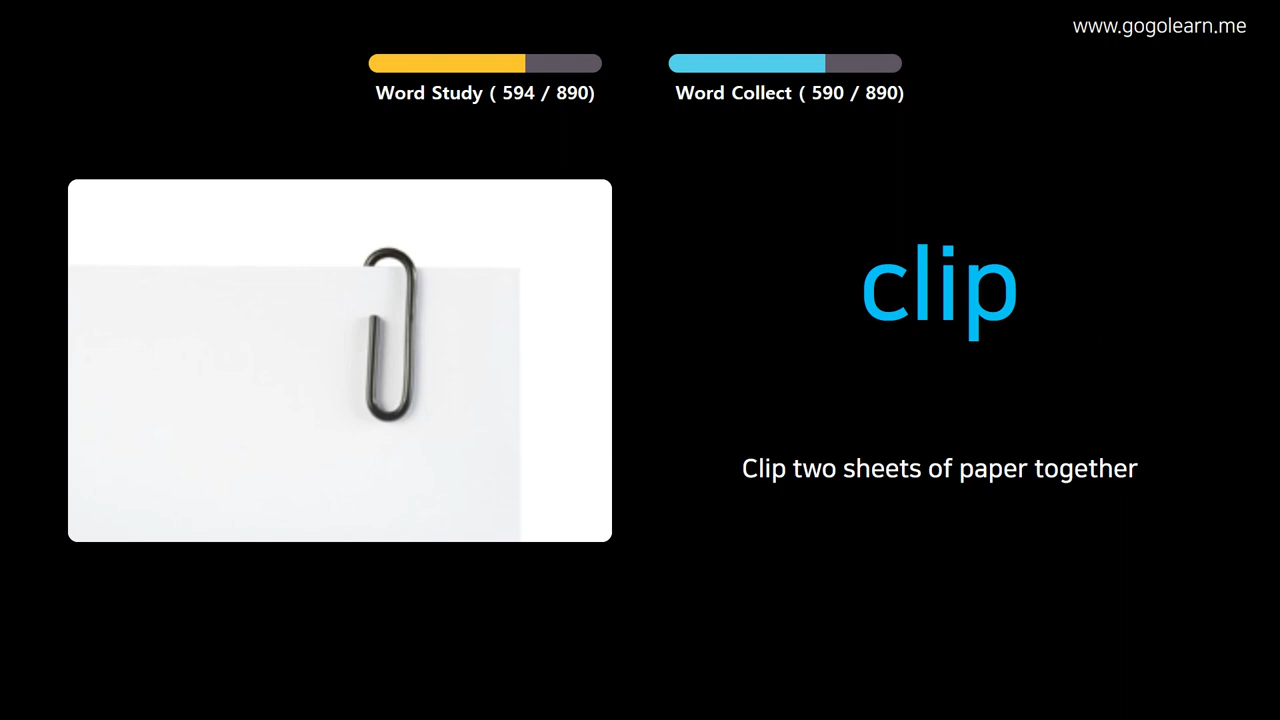 www.gogolearn.me
Word Study ( 594 / 890)
Word Collect ( 590 / 890)
clip
Clip two sheets of paper together